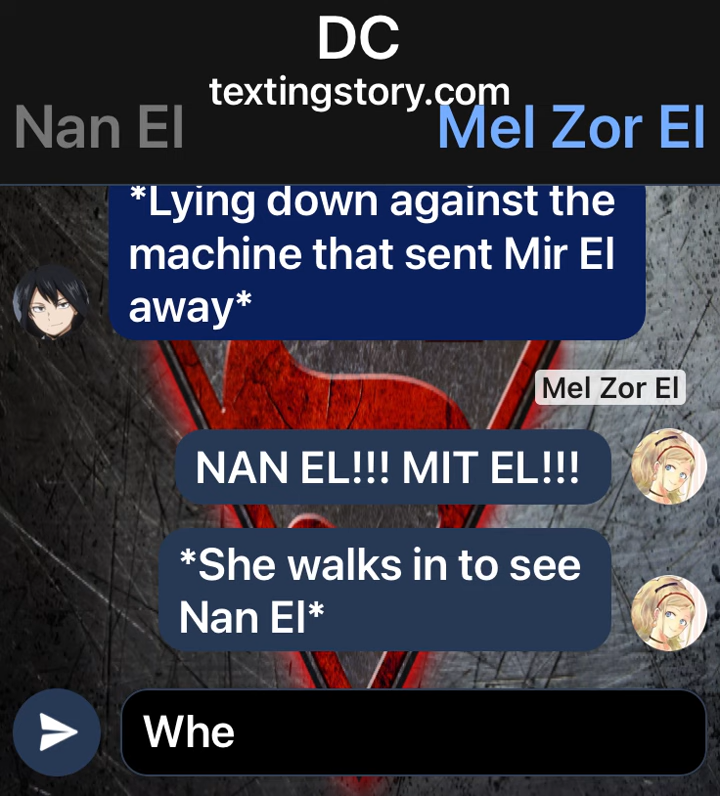 DC
textingstory.com
Nan El
Mel Zor El
*Lying down against the
machine that sent Mir El
away*
Mel Zor El
NAN EL!!! MIT EL!!!
*She walks in to see
Nan El*
Whe